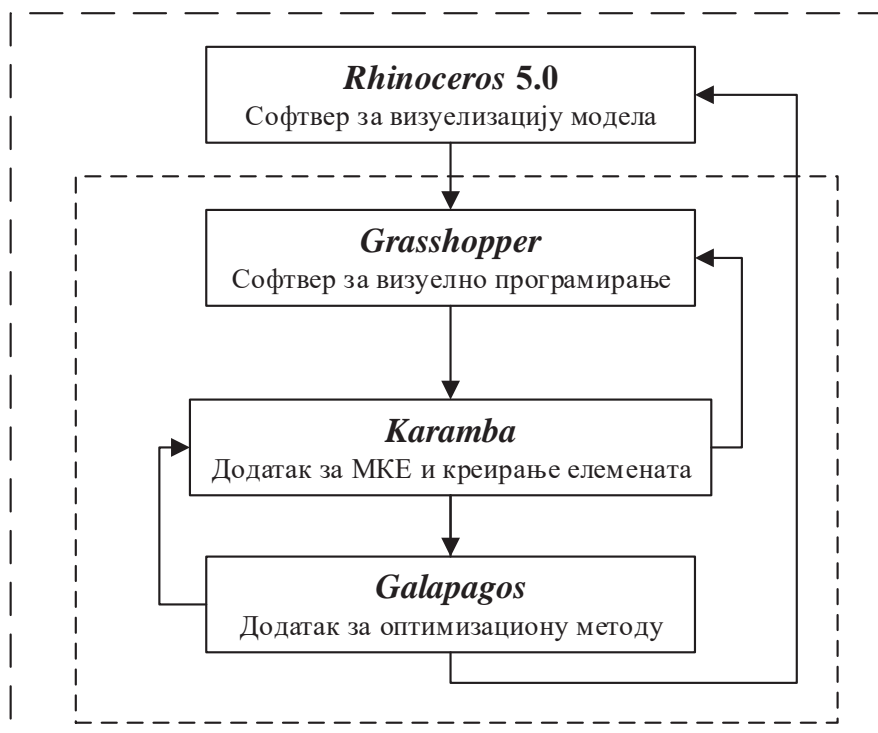 Rhinoceros 5.0
Софтвер за визуелизацију модела
Grasshopper
Софтвер за визуелно програмирање
Karamba
Додатак за МКЕ и креирање елемената
Galapagos
Додатак за оптимизациону методу